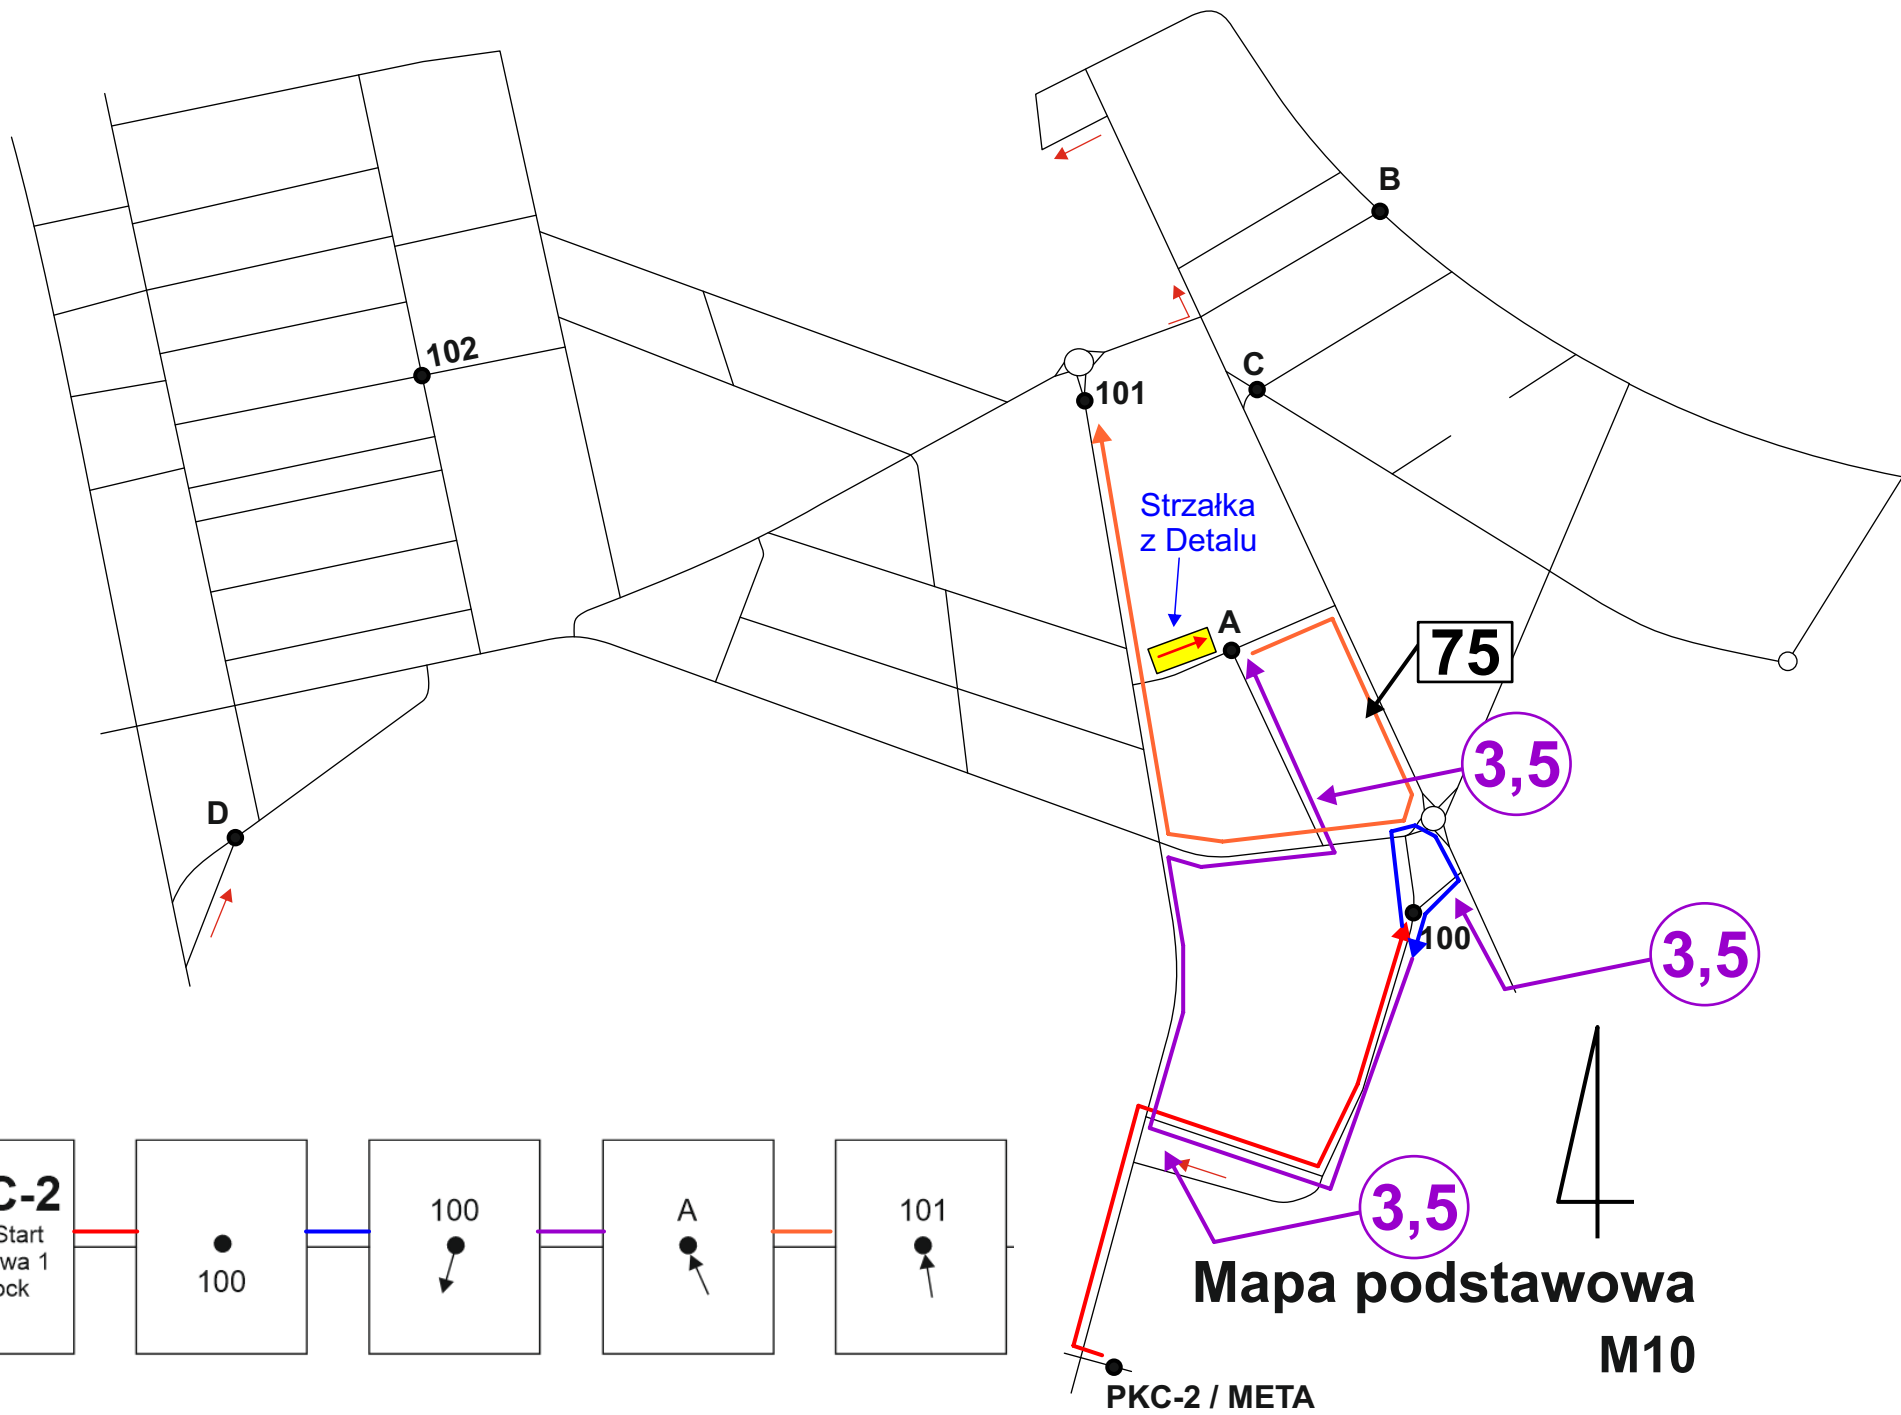 B
102
C
101
Strzałka
z Detalu
A
75
3,5
D
100
3,5
C-2
Start
wa 1
ock
100
100
A
101
3,5
Mapa podstawowa
M10
PKC-2 / META